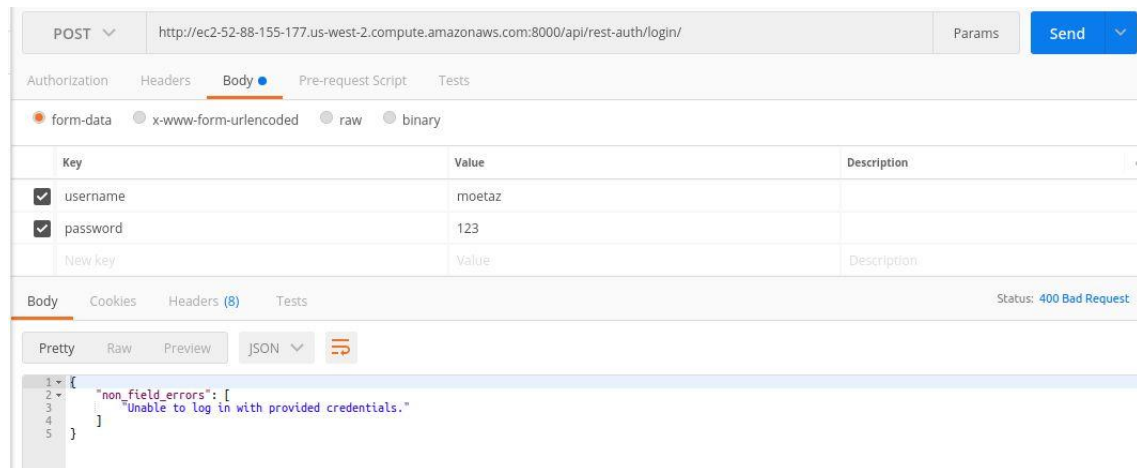 POST http://ec2-52-88-155-177.us-west-2.compute.amazonaws.com:8000/api/rest-auth/login/ Params Send
Authorization Headers Body Pre-request Script Tests
form-data x-www-form-urlencoded raw binary
Key Value Description
username moetaz
password 123
New key Value Description
Body Cookies Headers (8) Tests Status: 400 Bad Request
Pretty Raw Preview JSON
1 {
2 "non_field_errors": [
3 "Unable to log in with provided credentials."
4 ]
5 }